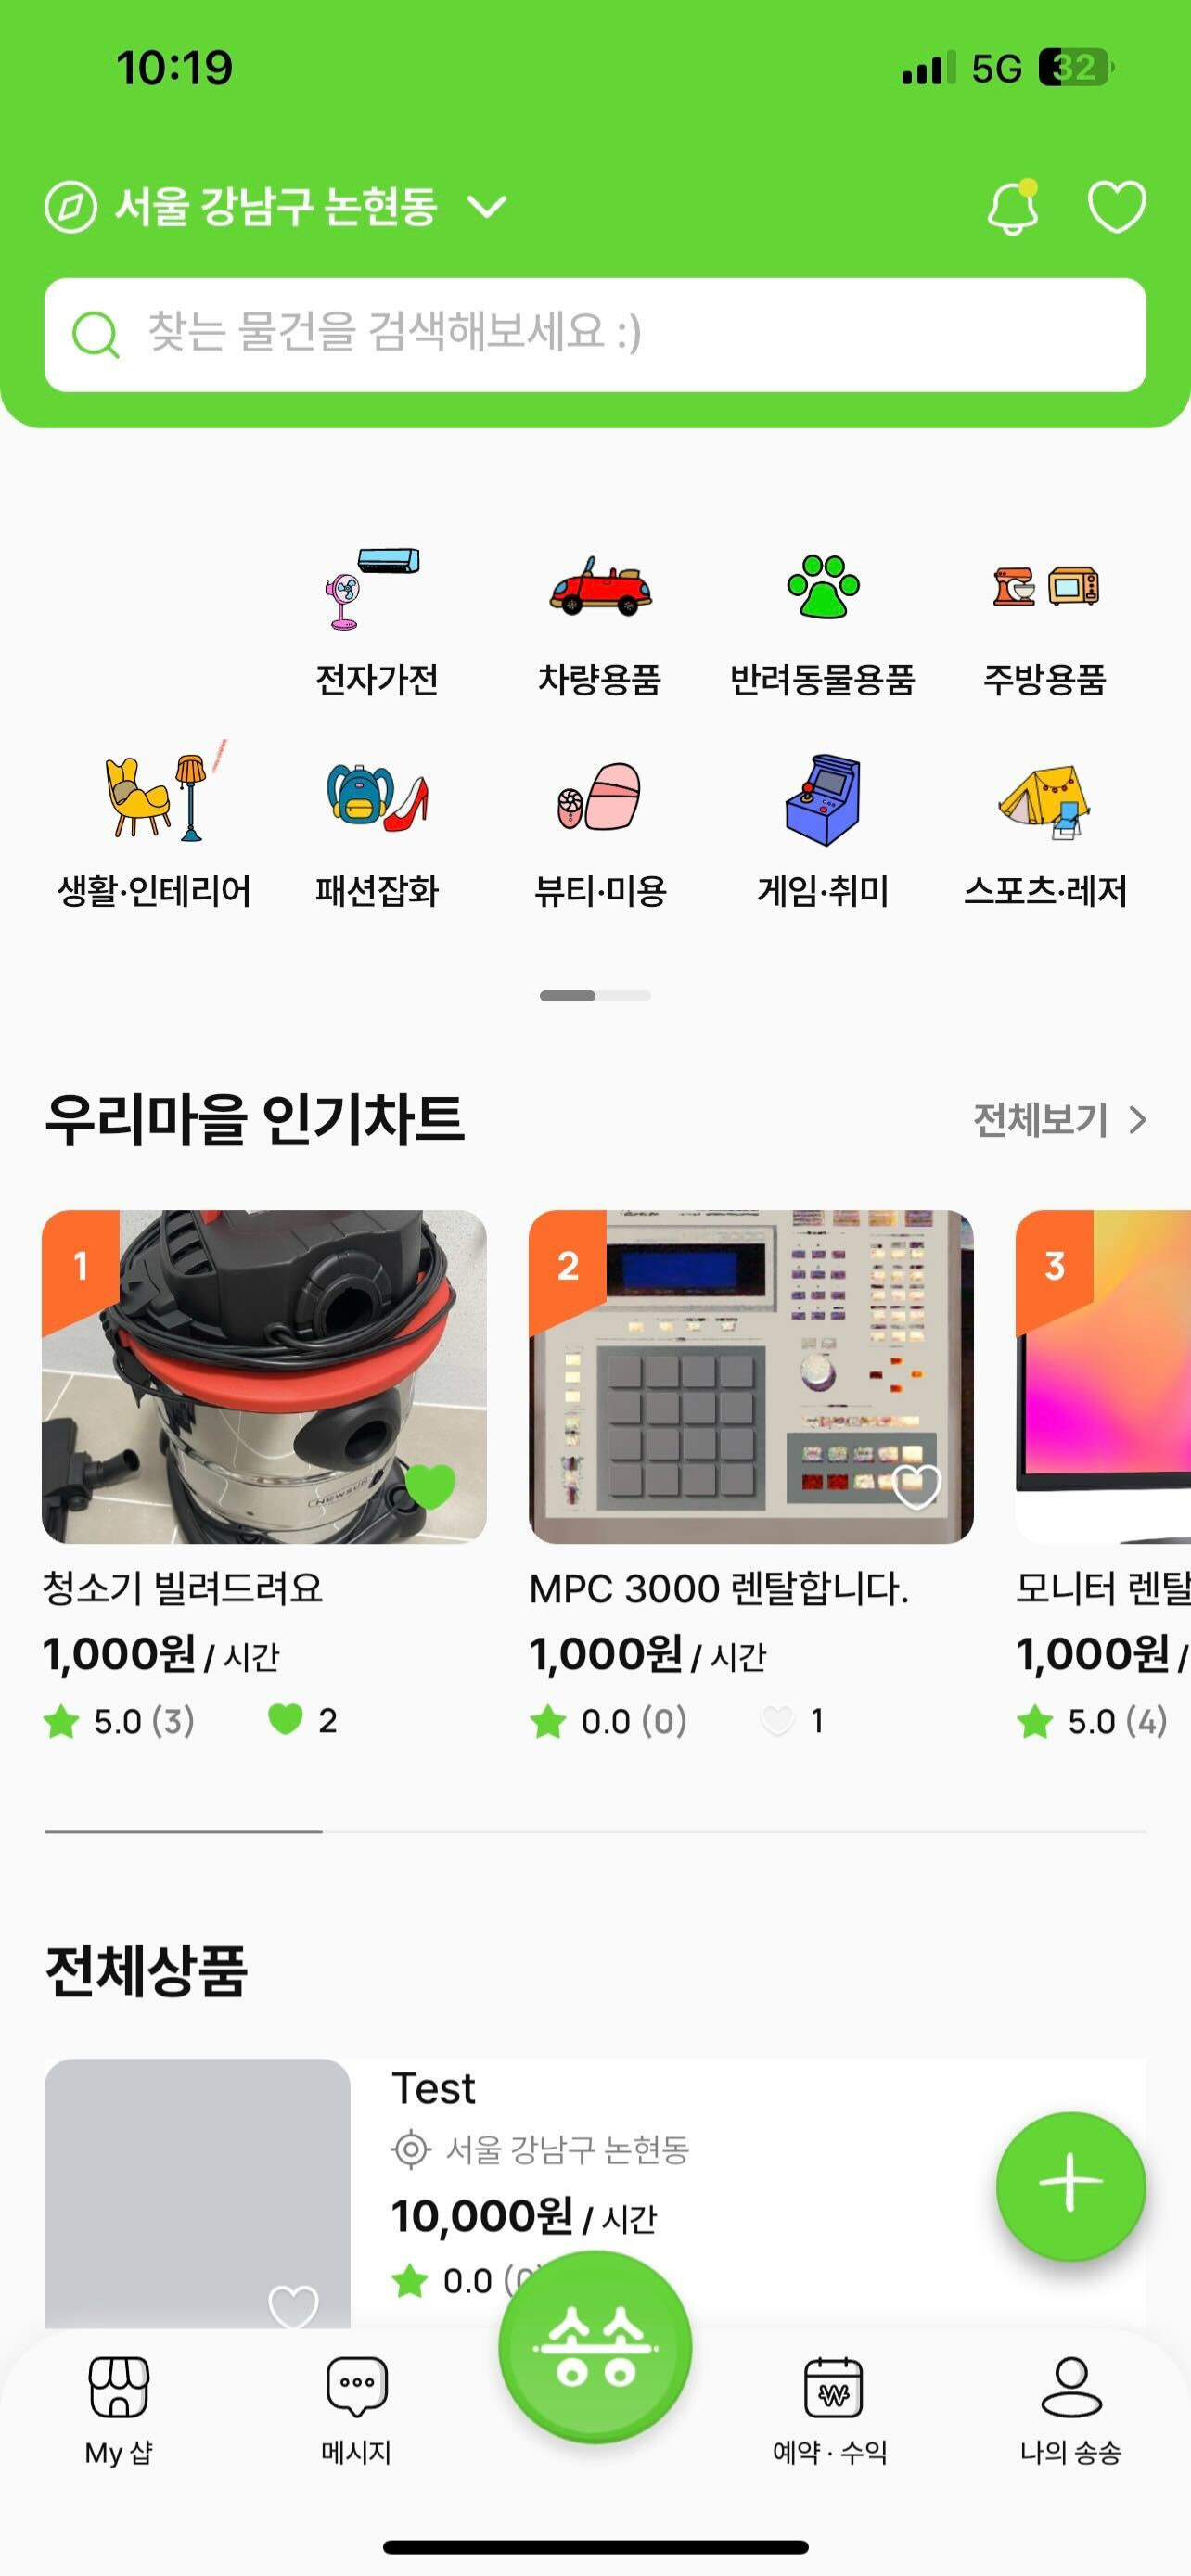 10:19 5G 32
서울 강남구 논현동
찾는 물건을 검색해보세요 :)
전자가전 차량용품 반려동물용품 주방용품
생활·인테리어 패션잡화 뷰티·미용 게임·취미 스포츠·레저
우리마을 인기차트 전체보기
1 2 3
청소기 빌려드려요 MPC 3000 렌탈합니다. 모니터 렌탈
1,000원 / 시간 1,000원 / 시간 1,000원 /
5.0 (3) 2 0.0 (0) 1 5.0 (4)
전체상품
Test
서울 강남구 논현동
10,000원 / 시간
0.0 (0)
송송
My 샵 메시지 예약 · 수익 나의 송송